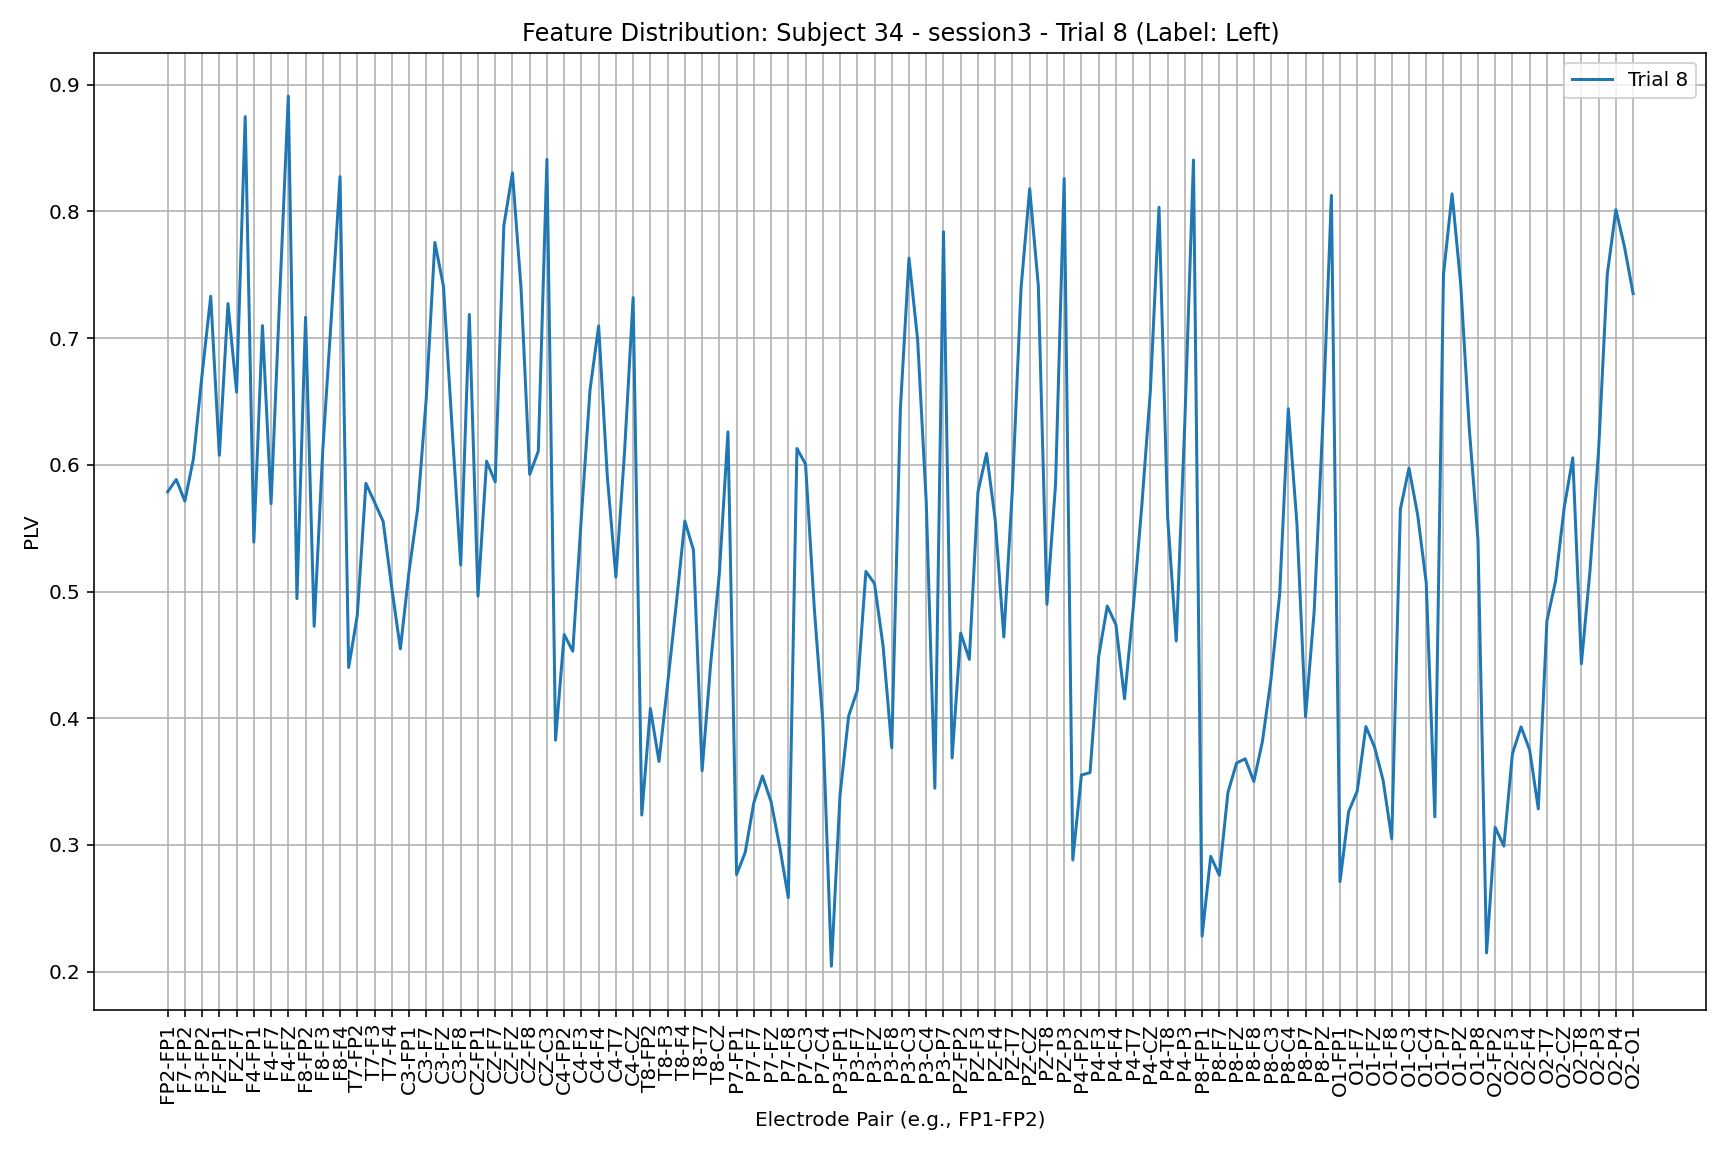 Feature Distribution: Subject 34 - session3 - Trial 8 (Label: Left)
Trial 8
PLV
0.9
0.8
0.7
0.6
0.5
0.4
0.3
0.2
FP2-FP1
F7-FP2
F3-FP2
FZ-FP1
FZ-F7
F4-FP1
F4-F7
F4-FZ
F8-FP2
F8-F3
F8-F4
T7-FP2
T7-F3
T7-F4
C3-FP1
C3-F7
C3-FZ
C3-F8
CZ-FP1
CZ-F7
CZ-FZ
CZ-F8
CZ-C3
C4-FP2
C4-F3
C4-F4
C4-T7
C4-CZ
T8-FP2
T8-F3
T8-F4
T8-T7
T8-CZ
P7-FP1
P7-F7
P7-FZ
P7-F8
P7-C3
P7-C4
P3-FP1
P3-F7
P3-FZ
P3-F8
P3-C3
P3-C4
P3-P7
PZ-FP2
PZ-F3
PZ-F4
PZ-T7
PZ-CZ
PZ-T8
PZ-P3
P4-FP2
P4-F3
P4-F4
P4-T7
P4-CZ
P4-T8
P4-P3
P8-FP1
P8-F7
P8-FZ
P8-F8
P8-C3
P8-C4
P8-P7
P8-PZ
O1-FP1
O1-F7
O1-FZ
O1-F8
O1-C3
O1-C4
O1-P7
O1-PZ
O1-P8
O2-FP2
O2-F3
O2-F4
O2-T7
O2-CZ
O2-T8
O2-P3
O2-P4
O2-O1
Electrode Pair (e.g., FP1-FP2)